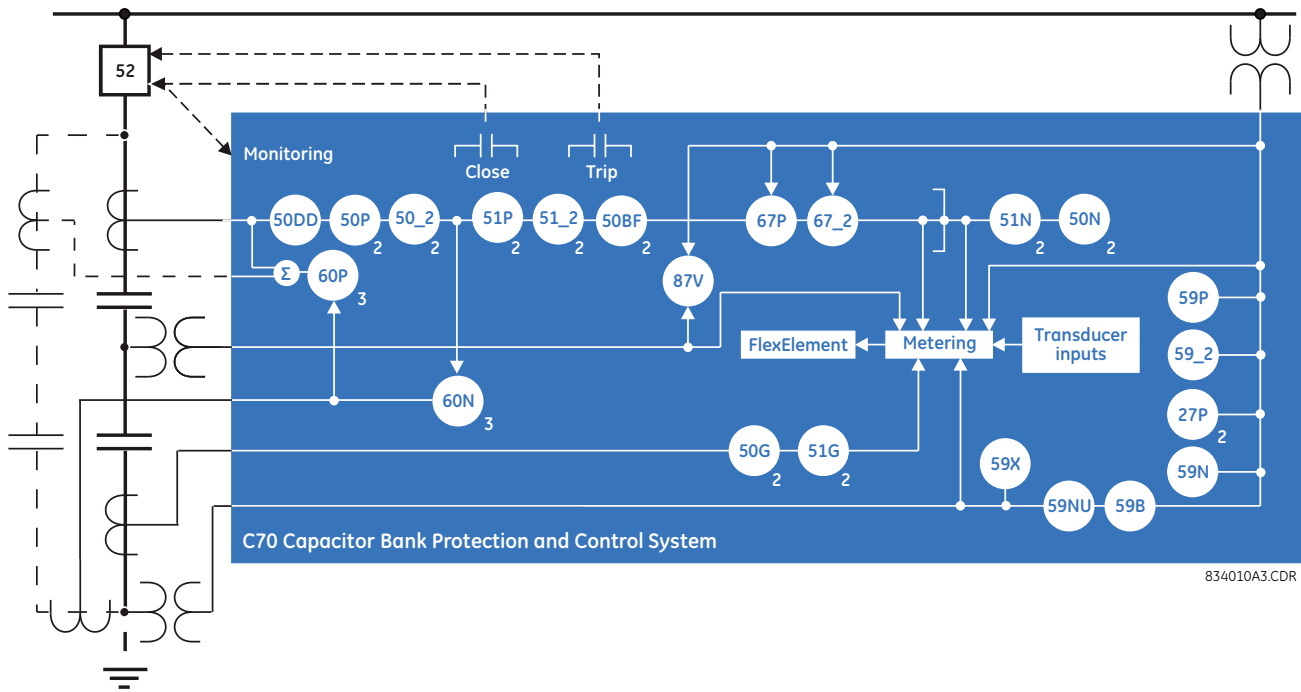 52
Monitoring
Close
Trip
50DD
50P
2
50_2
2
51P
2
51_2
2
50BF
2
67P
67_2
51N
2
50N
2
Σ
60P
3
87V
59P
FlexElement
Metering
Transducer
inputs
59_2
60N
3
27P
2
50G
2
51G
2
59X
59N
59NU
59B
C70 Capacitor Bank Protection and Control System
834010A3.CDR